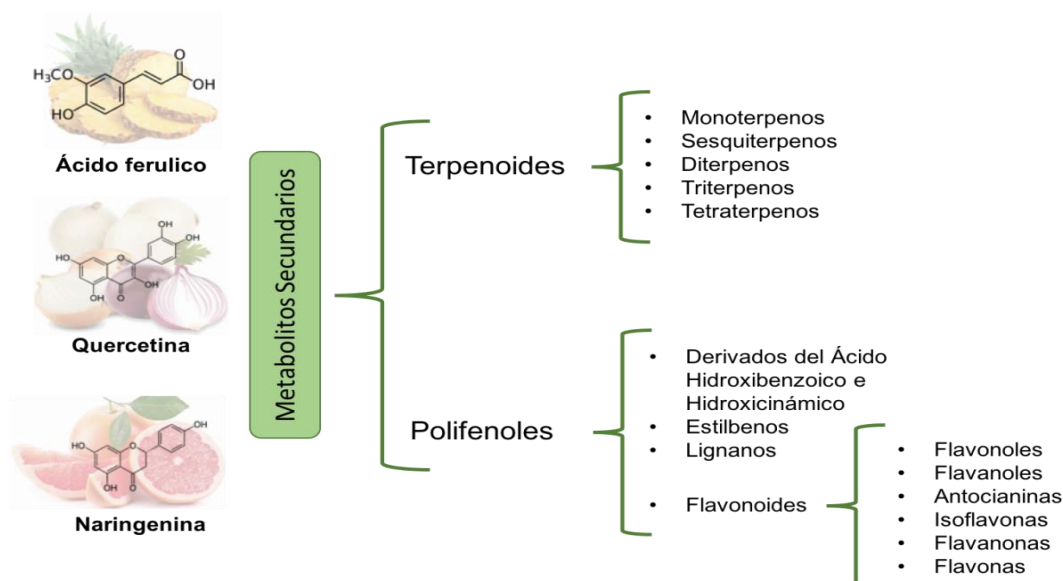 H₃CO
O
OH
HO
Ácido ferulico
OH
OH
HO
O
OH
OH
O
Quercetina
OH
HO
O
OH
O
Naringenina
Metabolitos Secundarios
Terpenoides
• Monoterpenos
• Sesquiterpenos
• Diterpenos
• Triterpenos
• Tetraterpenos
Polifenoles
• Derivados del Ácido
Hidroxibenzoico e
Hidroxicinámico
• Estilbenos
• Lignanos
• Flavonoides
• Flavonoles
• Flavanoles
• Antocianinas
• Isoflavonas
• Flavanonas
• Flavonas